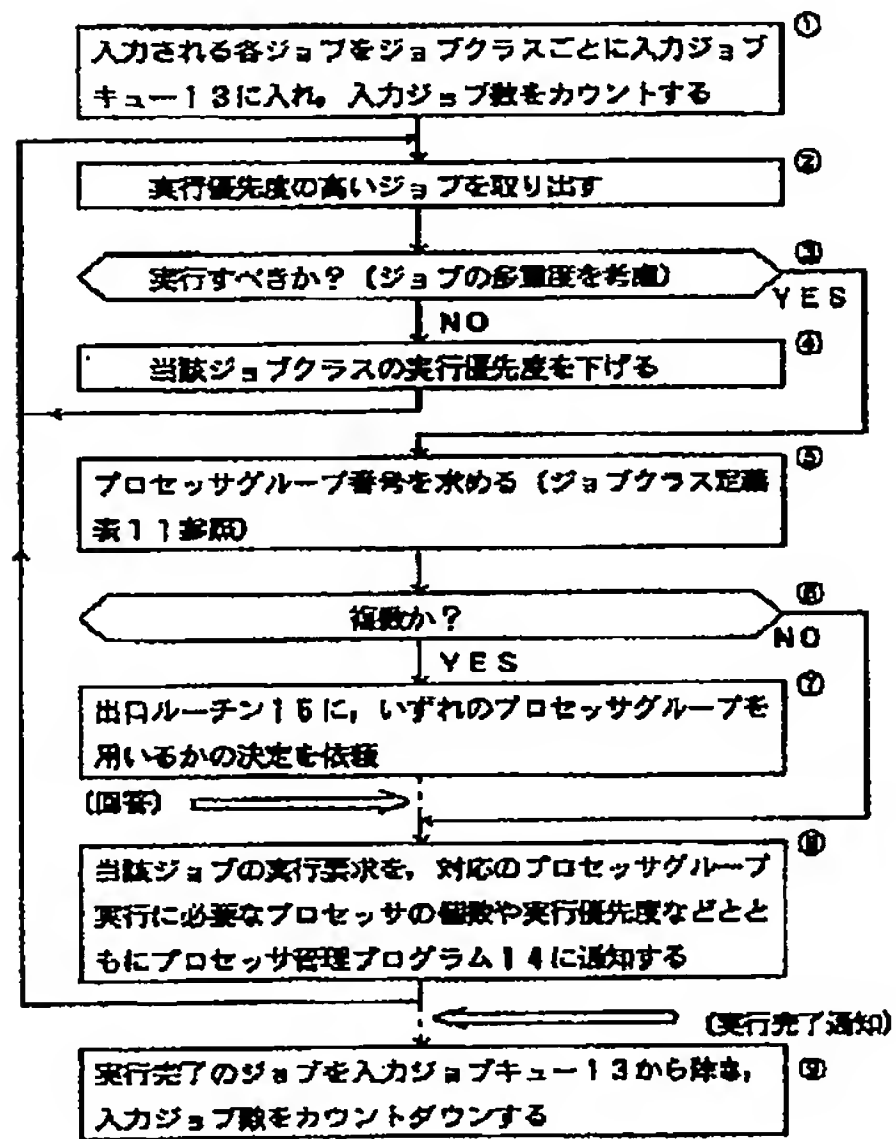 ①
入力される各ジョブをジョブクラスごとに入力ジョブ
キュー13に入れ,入力ジョブ数をカウントする
②
実行優先度の高いジョブを取り出す
③
実行すべきか?(ジョブの多重度を考慮)
YES
NO
④
当該ジョブクラスの実行優先度を下げる
⑤
プロセッサグループ番号を求める(ジョブクラス定義
表11参照)
⑥
複数か?
NO
YES
⑦
出口ルーチン15に,いずれのプロセッサグループを
用いるかの決定を依頼
(回答)
⑧
当該ジョブの実行要求を,対応のプロセッサグループ
実行に必要なプロセッサの個数や実行優先度などとと
もにプロセッサ管理プログラム14に通知する
(実行完了通知)
⑨
実行完了のジョブを入力ジョブキュー13から除き,
入力ジョブ数をカウントダウンする